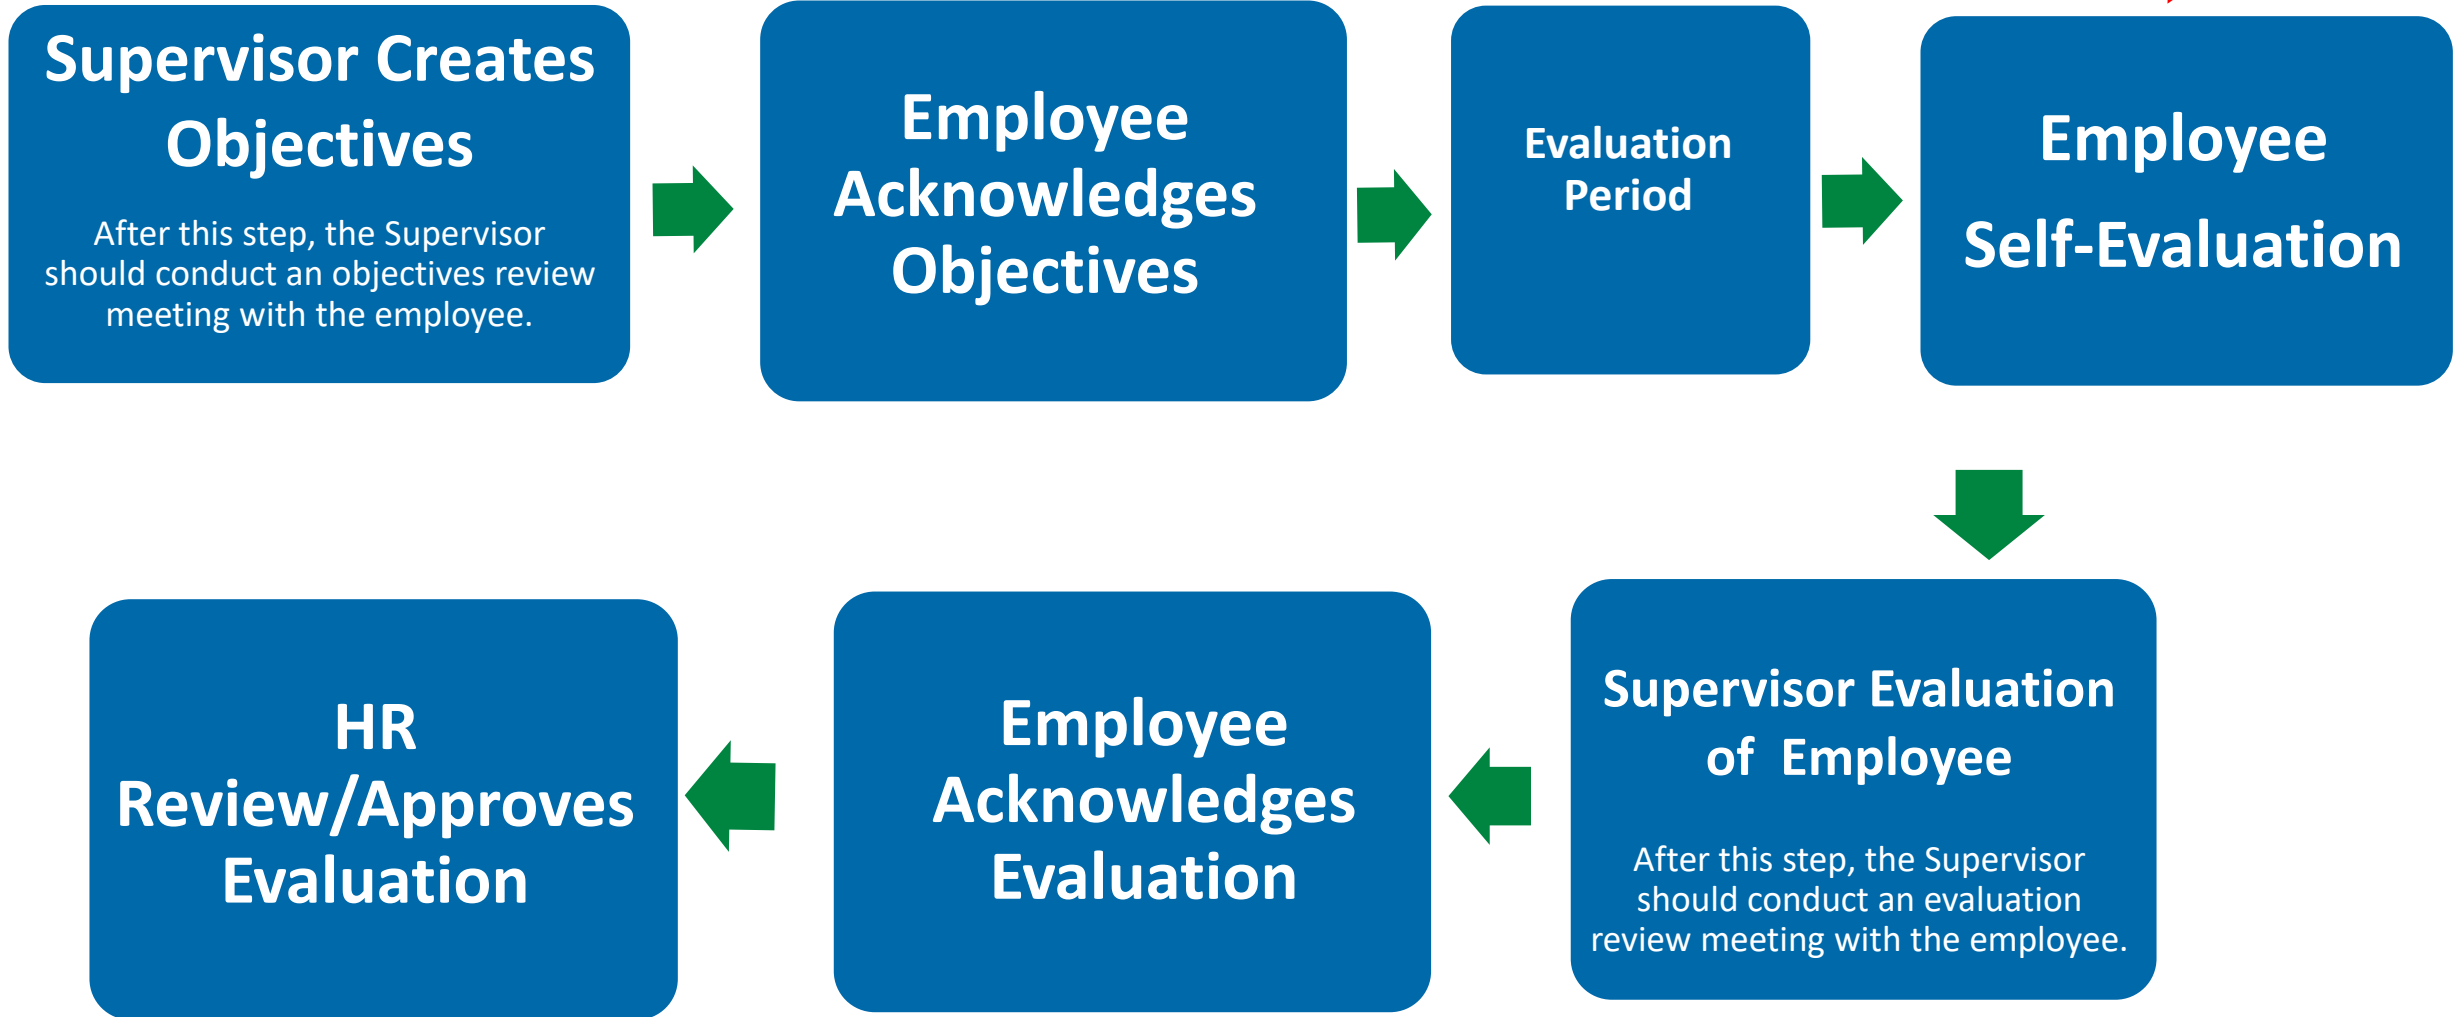 Supervisor Creates
Objectives
After this step, the Supervisor
should conduct an objectives review
meeting with the employee.
Employee
Acknowledges
Objectives
Evaluation
Period
Employee
Self-Evaluation
Supervisor Evaluation
of Employee
After this step, the Supervisor
should conduct an evaluation
review meeting with the employee.
Employee
Acknowledges
Evaluation
HR
Review/Approves
Evaluation